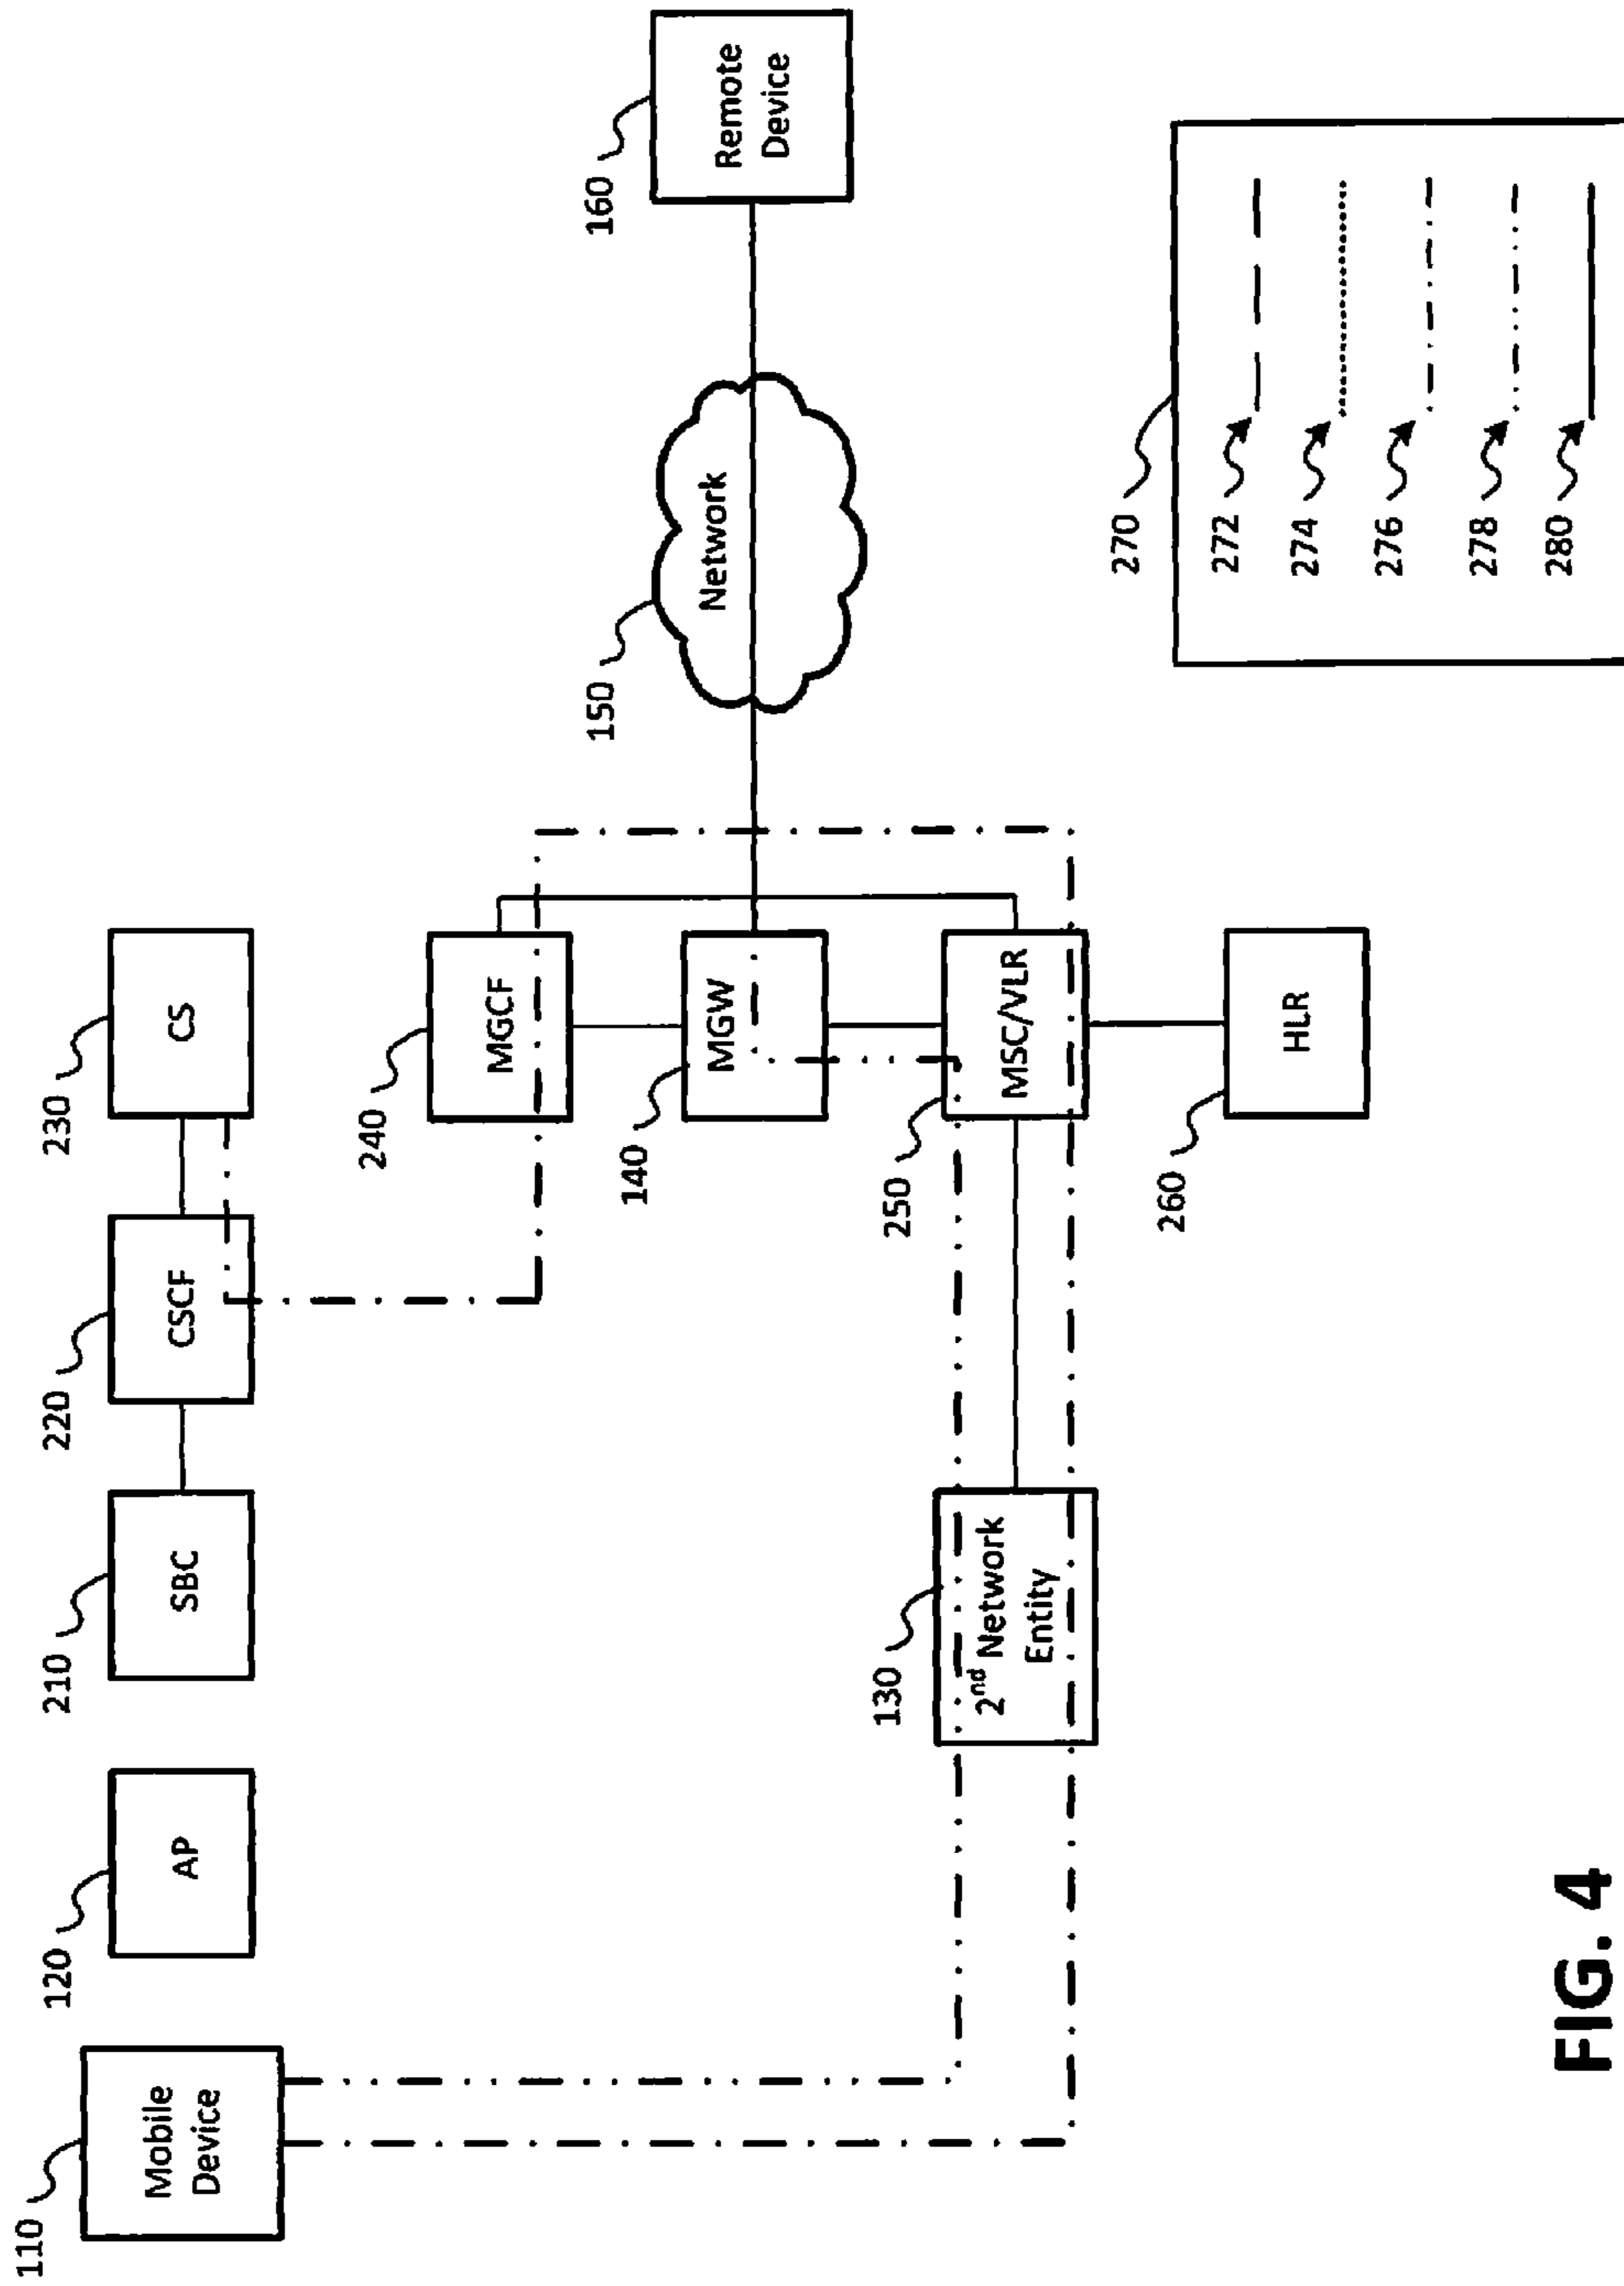 110
Mobile
Device
120
AP
210
SBC
220
CSCF
230
CS
240
MGCF
140
MGW
250
MSC/VLR
130
2nd Network
Entity
260
HLR
150
Network
160
Remote
Device
270
272
274
276
278
280
FIG. 4